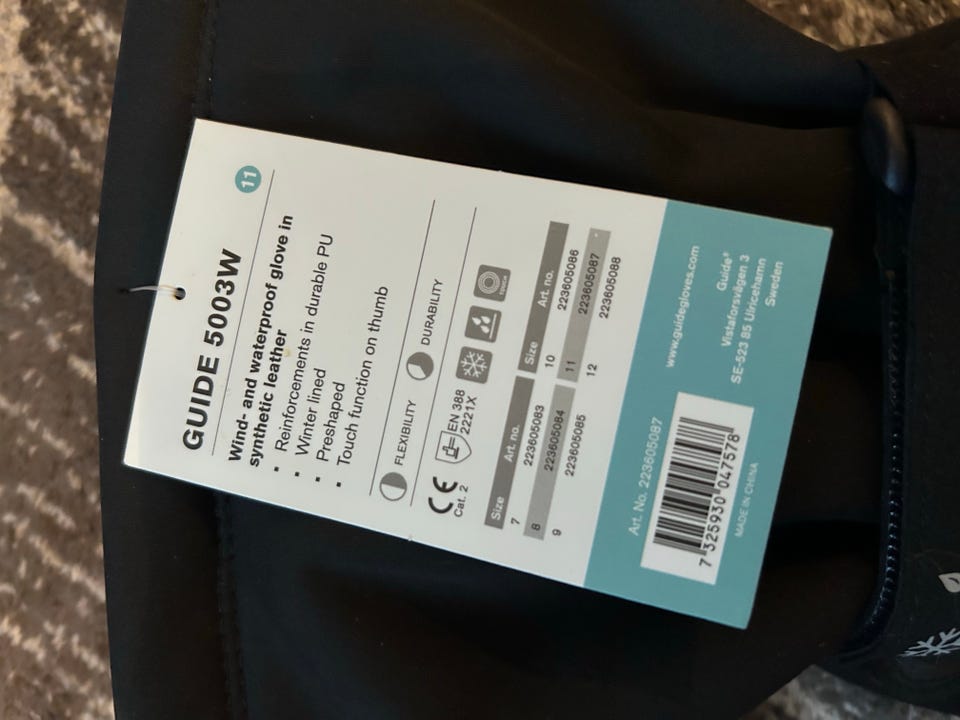 GUIDE 5003W
11
Wind- and waterproof glove in
synthetic leather
• Reinforcements in durable PU
• Winter lined
• Preshaped
• Touch function on thumb
FLEXIBILITY
DURABILITY
CE
Cat. 2
EN 388
2221X
TOUCH
Size Art. no. Size Art. no.
7 223605083 10 223605086
8 223605084 11 223605087
9 223605085 12 223605088
Art. No. 223605087
7 325930 047578
MADE IN CHINA
www.guidegloves.com
Guide®
Vistaforsvägen 3
SE-523 85 Ulricehamn
Sweden